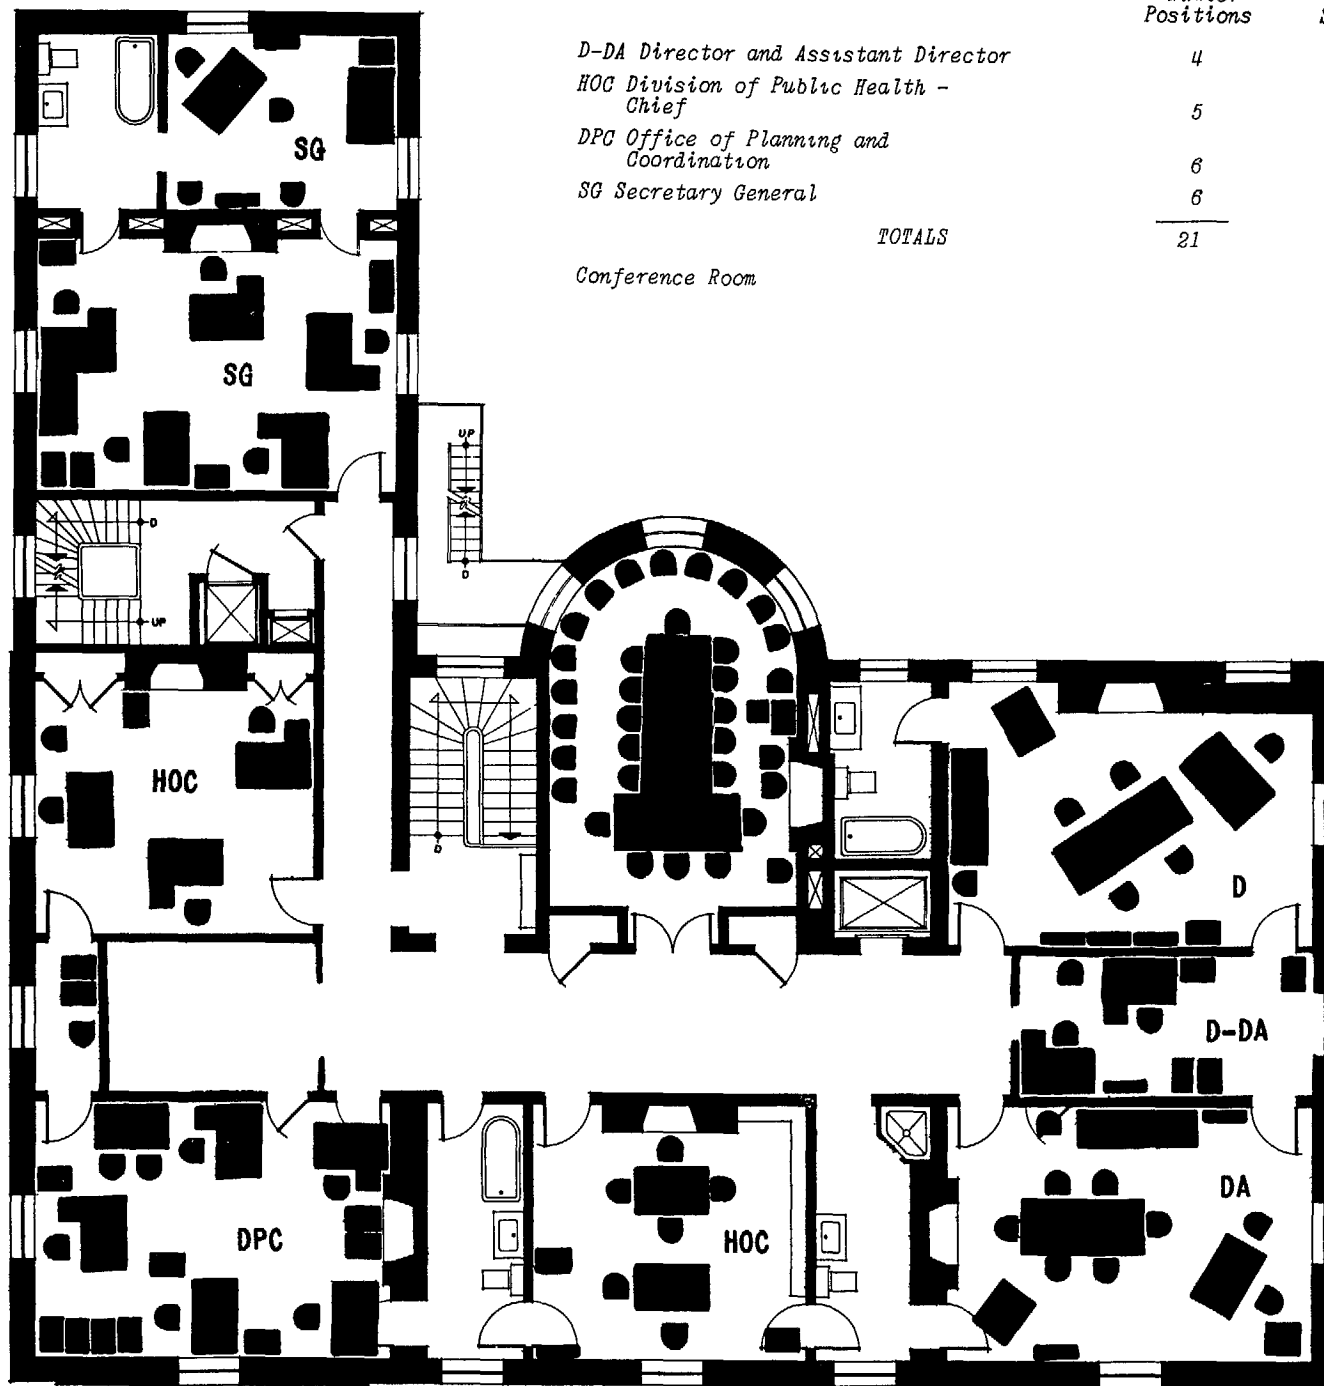 Positions
D-DA Director and Assistant Director 4
HOC Division of Public Health -
Chief 5
DPC Office of Planning and
Coordination 6
SG Secretary General 6
TOTALS 21
Conference Room
SG
SG
UP
D
D
UP
HOC
D
D
D-DA
DPC
HOC
DA